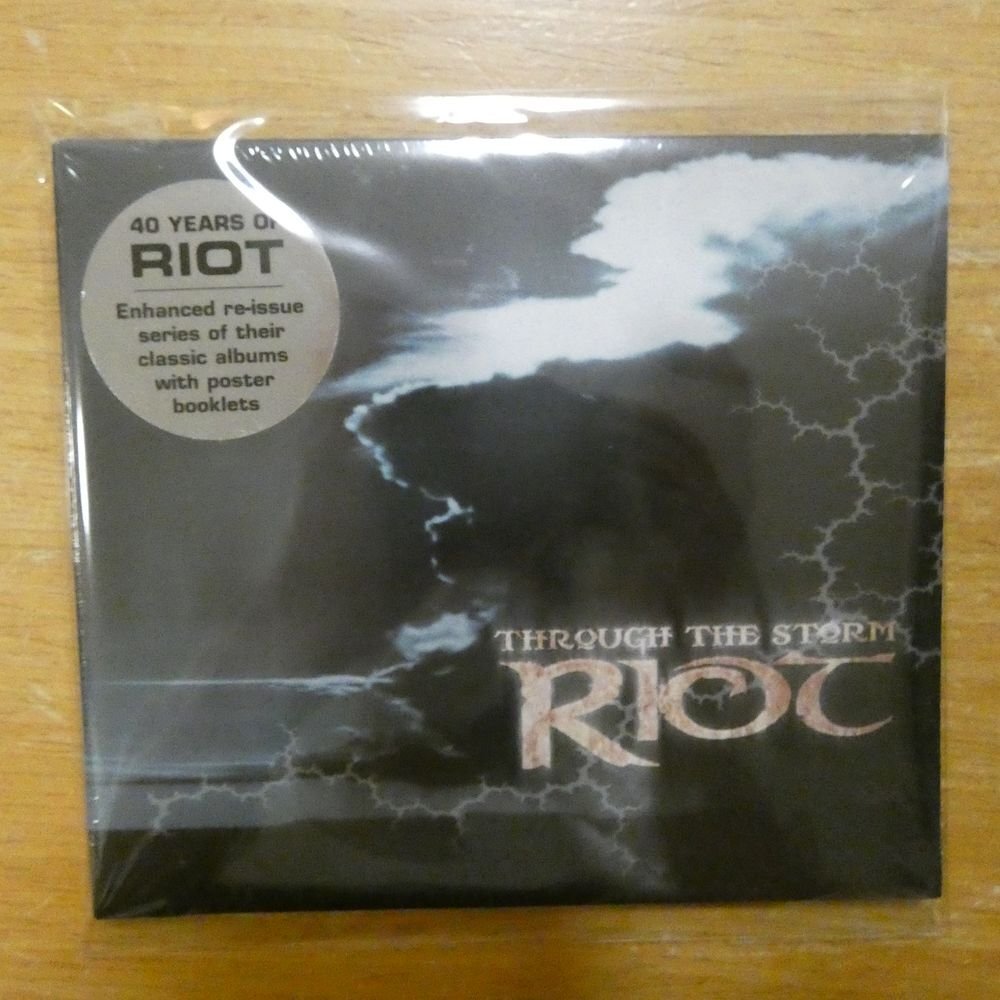 40 YEARS OF
RIOT
Enhanced re-issue
series of their
classic albums
with poster
booklets
THROUGH THE STORM
RIOT